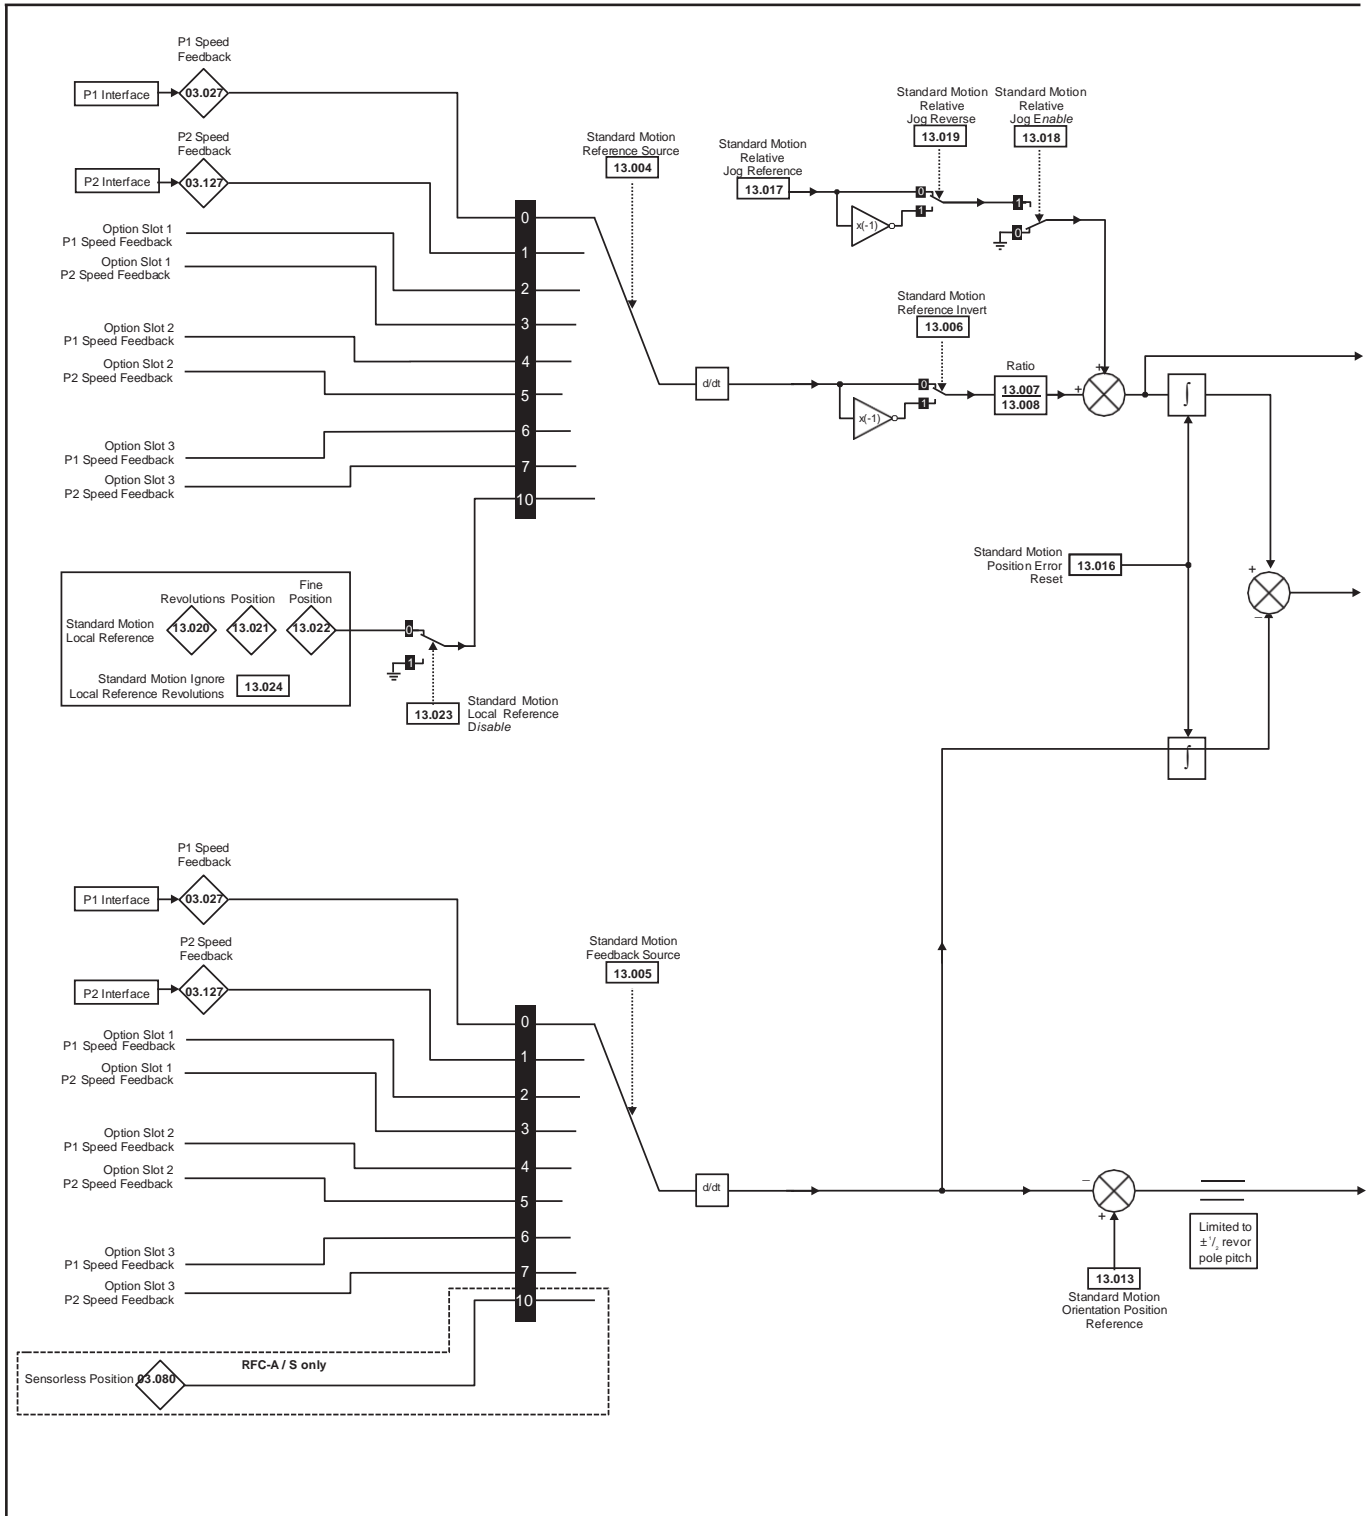 P1 Speed
Feedback
P1 Interface
03.027
P2 Speed
Feedback
P2 Interface
03.127
Option Slot 1
P1 Speed Feedback
Option Slot 1
P2 Speed Feedback
Option Slot 2
P1 Speed Feedback
Option Slot 2
P2 Speed Feedback
Option Slot 3
P1 Speed Feedback
Option Slot 3
P2 Speed Feedback
0
1
2
3
4
5
6
7
10
Standard Motion
Reference Source
13.004
Standard Motion
Relative
Jog Reference
13.017
Standard Motion
Relative
Jog Reverse
13.019
Standard Motion
Relative
Jog Enable
13.018
0
1
x(-1)
1
0
Standard Motion
Reference Invert
13.006
d/dt
0
1
x(-1)
Ratio
13.007
13.008
+
+
∫
Standard Motion
Position Error
Reset
13.016
+
–
∫
Revolutions
Position
Fine
Position
Standard Motion
Local Reference
13.020
13.021
13.022
Standard Motion Ignore
Local Reference Revolutions
13.024
0
1
13.023
Standard Motion
Local Reference
Disable
P1 Speed
Feedback
P1 Interface
03.027
P2 Speed
Feedback
P2 Interface
03.127
Option Slot 1
P1 Speed Feedback
Option Slot 1
P2 Speed Feedback
Option Slot 2
P1 Speed Feedback
Option Slot 2
P2 Speed Feedback
Option Slot 3
P1 Speed Feedback
Option Slot 3
P2 Speed Feedback
0
1
2
3
4
5
6
7
10
Standard Motion
Feedback Source
13.005
d/dt
–
+
13.013
Standard Motion
Orientation Position
Reference
Limited to
±1/2 revor
pole pitch
RFC-A / S only
Sensorless Position
03.080